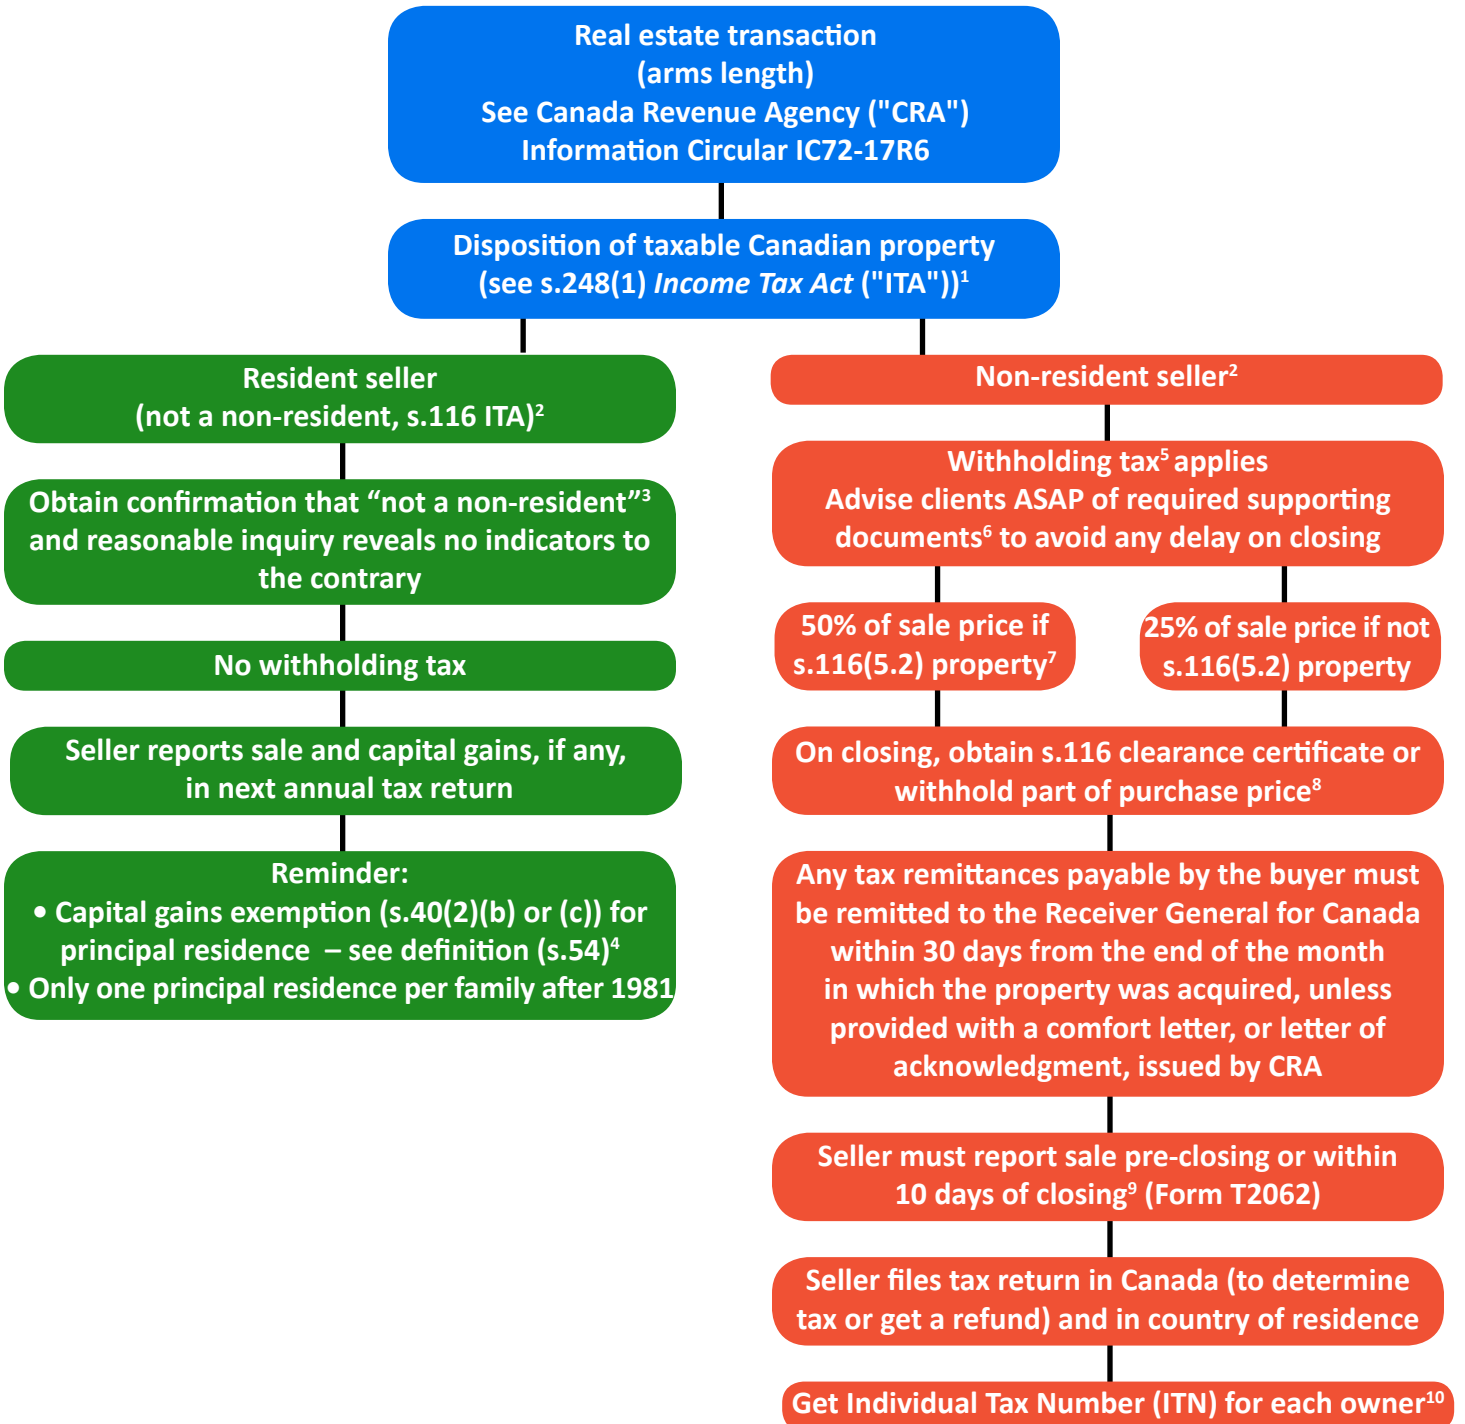 Real estate transaction
(arms length)
See Canada Revenue Agency ("CRA")
Information Circular IC72-17R6
Disposition of taxable Canadian property
(see s.248(1) Income Tax Act ("ITA"))1
Resident seller
(not a non-resident, s.116 ITA)2
Obtain confirmation that “not a non-resident”3
and reasonable inquiry reveals no indicators to
the contrary
No withholding tax
Seller reports sale and capital gains, if any,
in next annual tax return
Reminder:
• Capital gains exemption (s.40(2)(b) or (c)) for
principal residence – see definition (s.54)4
• Only one principal residence per family after 1981
Non-resident seller2
Withholding tax5 applies
Advise clients ASAP of required supporting
documents6 to avoid any delay on closing
50% of sale price if
s.116(5.2) property7
25% of sale price if not
s.116(5.2) property
On closing, obtain s.116 clearance certificate or
withhold part of purchase price8
Any tax remittances payable by the buyer must
be remitted to the Receiver General for Canada
within 30 days from the end of the month
in which the property was acquired, unless
provided with a comfort letter, or letter of
acknowledgment, issued by CRA
Seller must report sale pre-closing or within
10 days of closing9 (Form T2062)
Seller files tax return in Canada (to determine
tax or get a refund) and in country of residence
Get Individual Tax Number (ITN) for each owner10